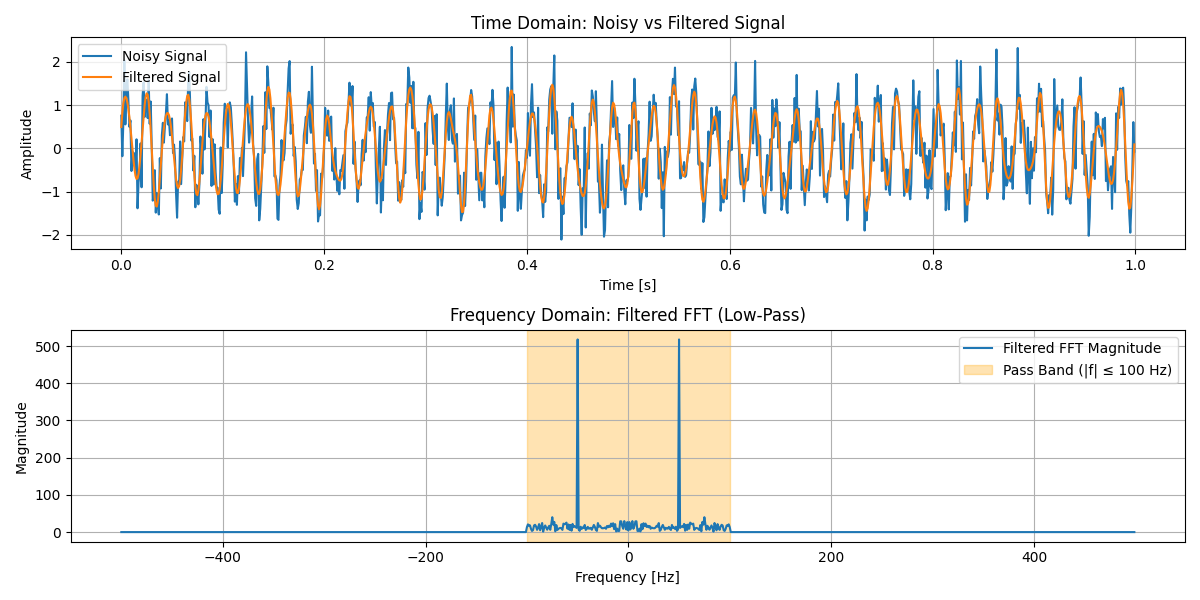 Time Domain: Noisy vs Filtered Signal
Noisy Signal
Filtered Signal
Amplitude
2
1
0
−1
−2
0.0 0.2 0.4 0.6 0.8 1.0
Time [s]
Frequency Domain: Filtered FFT (Low-Pass)
Filtered FFT Magnitude
Pass Band (|f| ≤ 100 Hz)
Magnitude
500
400
300
200
100
0
−400 −200 0 200 400
Frequency [Hz]